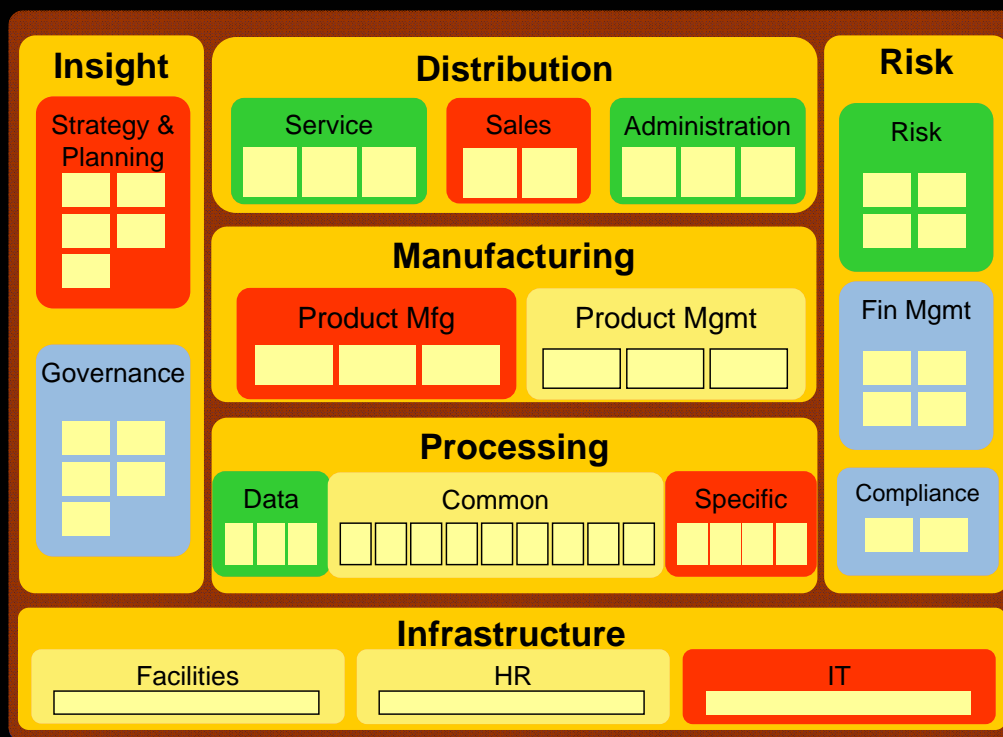 Insight
Strategy &
Planning
Governance
Distribution
Service
Sales
Administration
Manufacturing
Product Mfg
Product Mgmt
Processing
Data
Common
Specific
Risk
Risk
Fin Mgmt
Compliance
Infrastructure
Facilities
HR
IT